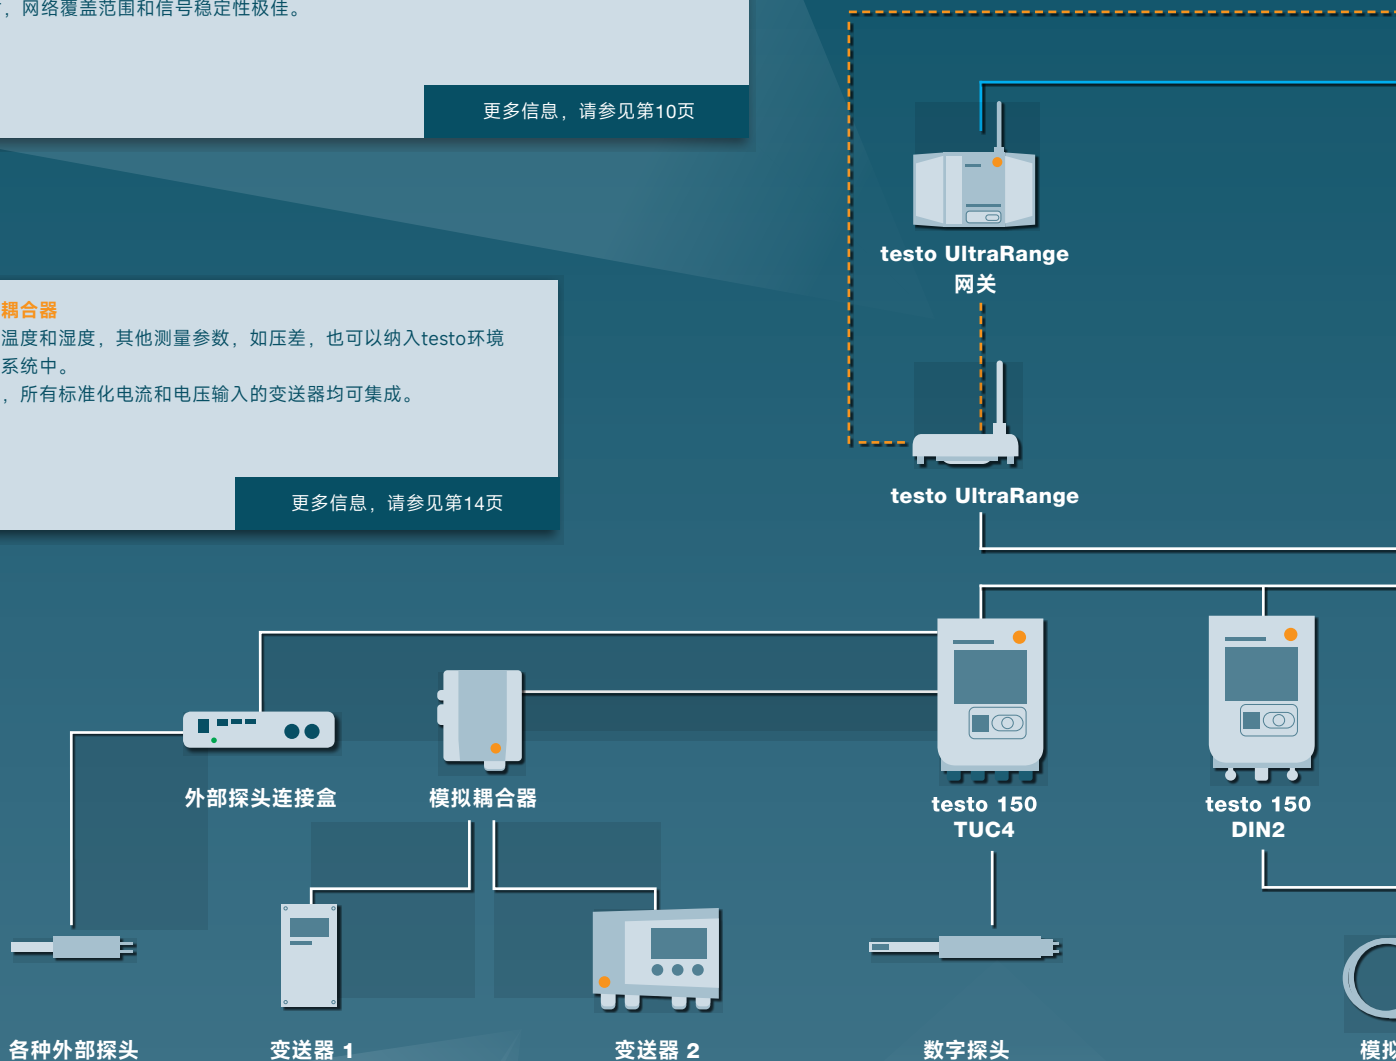 ，网络覆盖范围和信号稳定性极佳。
更多信息，请参见第10页
testo UltraRange
网关
耦合器
温度和湿度，其他测量参数，如压差，也可以纳入testo环境
系统中。
，所有标准化电流和电压输入的变送器均可集成。
更多信息，请参见第14页
testo UltraRange
外部探头连接盒
模拟耦合器
testo 150
TUC4
testo 150
DIN2
各种外部探头
变送器 1
变送器 2
数字探头
模拟